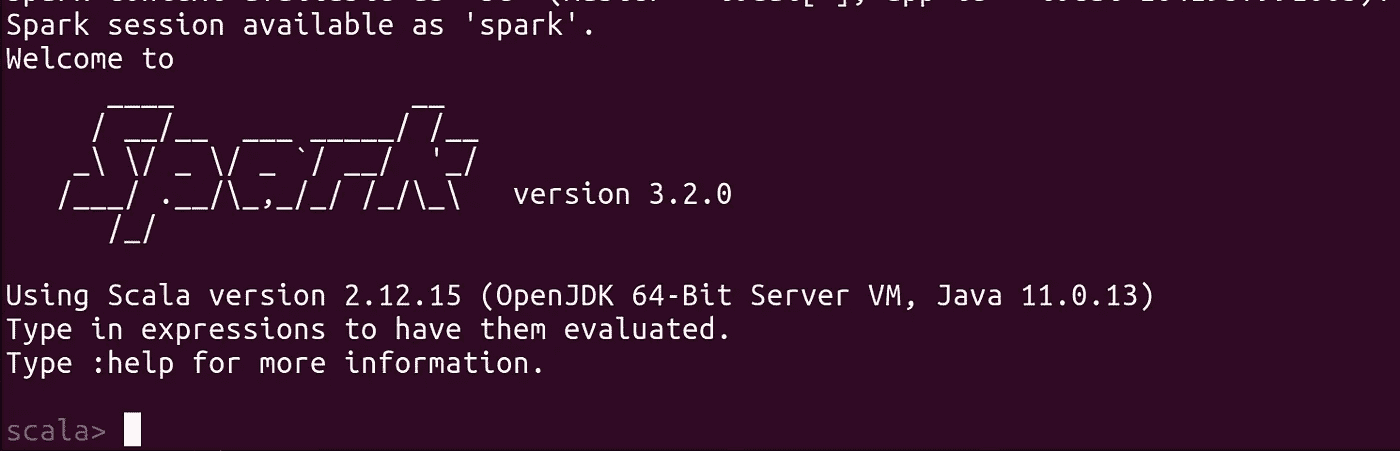 Spark session available as 'spark'.
Welcome to
      ____              __
     / __/__  ___ _____/ /__
    _\ \/ _ \/ _ `/ __/  '_/
   /___/ .__/\_,_/_/ /_/\_\   version 3.2.0
      /_/
Using Scala version 2.12.15 (OpenJDK 64-Bit Server VM, Java 11.0.13)
Type in expressions to have them evaluated.
Type :help for more information.
scala>